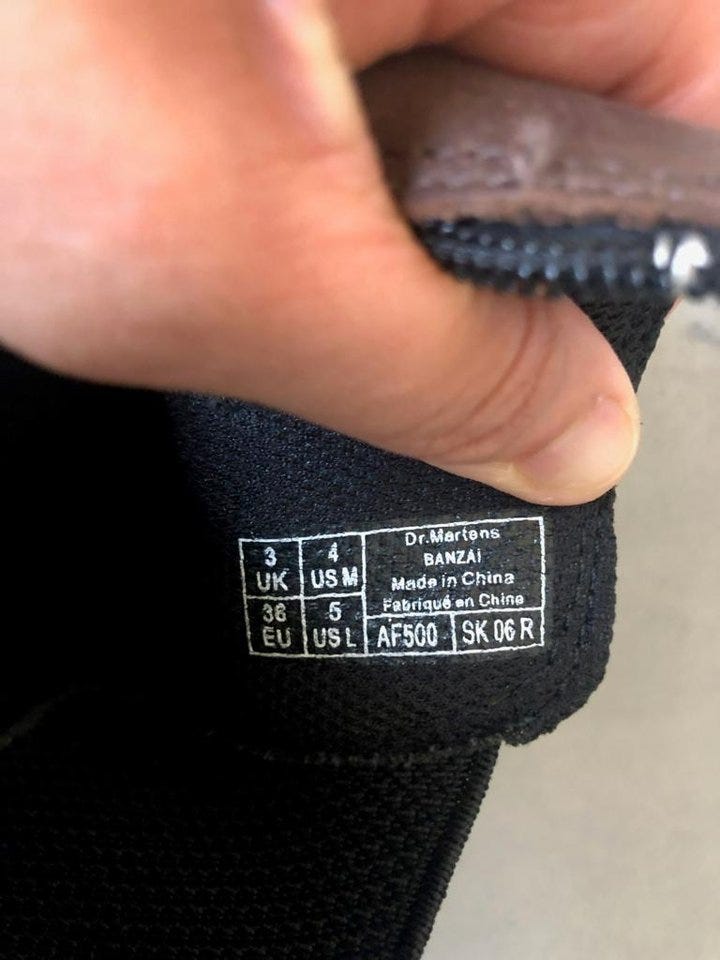 3 UK
4 US M
36 EU
5 US L
Dr.Martens
BANZAI
Made in China
Fabriqué en Chine
AF500
SK 06 R